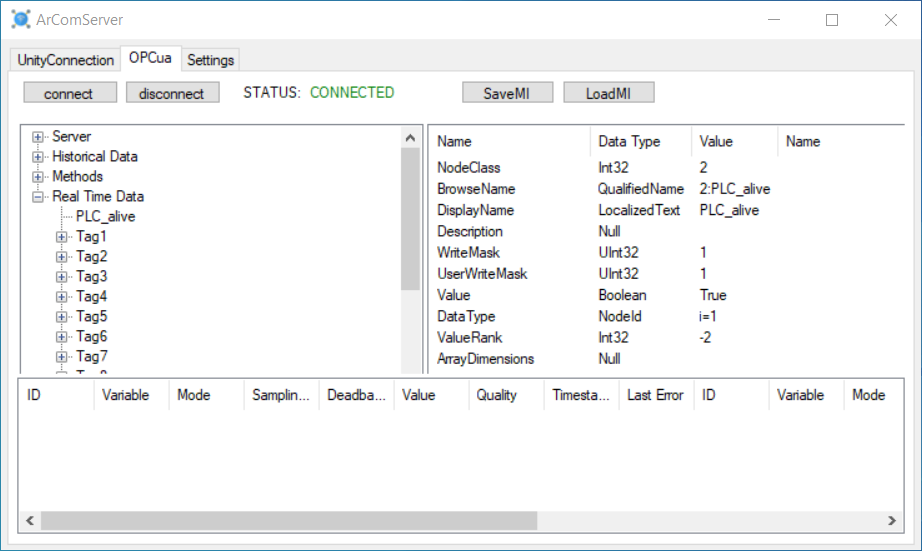 ArComServer
UnityConnection OPCua Settings
connect disconnect STATUS: CONNECTED SaveMI LoadMI
Server
Historical Data
Methods
Real Time Data
PLC_alive
Tag1
Tag2
Tag3
Tag4
Tag5
Tag6
Tag7
Name Data Type Value Name
NodeClass Int32 2
BrowseName QualifiedName 2:PLC_alive
DisplayName LocalizedText PLC_alive
Description Null
WriteMask UInt32 1
UserWriteMask UInt32 1
Value Boolean True
DataType NodeId i=1
ValueRank Int32 -2
ArrayDimensions Null
ID Variable Mode Samplin... Deadba... Value Quality Timesta... Last Error ID Variable Mode